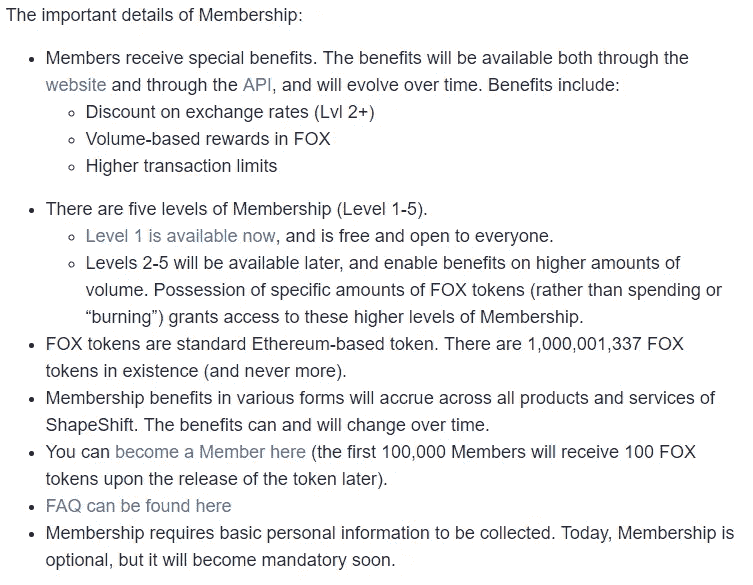 The important details of Membership:
• Members receive special benefits. The benefits will be available both through the
website and through the API, and will evolve over time. Benefits include:
◦ Discount on exchange rates (Lvl 2+)
◦ Volume-based rewards in FOX
◦ Higher transaction limits
• There are five levels of Membership (Level 1-5).
◦ Level 1 is available now, and is free and open to everyone.
◦ Levels 2-5 will be available later, and enable benefits on higher amounts of
volume. Possession of specific amounts of FOX tokens (rather than spending or
“burning”) grants access to these higher levels of Membership.
• FOX tokens are standard Ethereum-based token. There are 1,000,001,337 FOX
tokens in existence (and never more).
• Membership benefits in various forms will accrue across all products and services of
ShapeShift. The benefits can and will change over time.
• You can become a Member here (the first 100,000 Members will receive 100 FOX
tokens upon the release of the token later).
• FAQ can be found here
• Membership requires basic personal information to be collected. Today, Membership is
optional, but it will become mandatory soon.